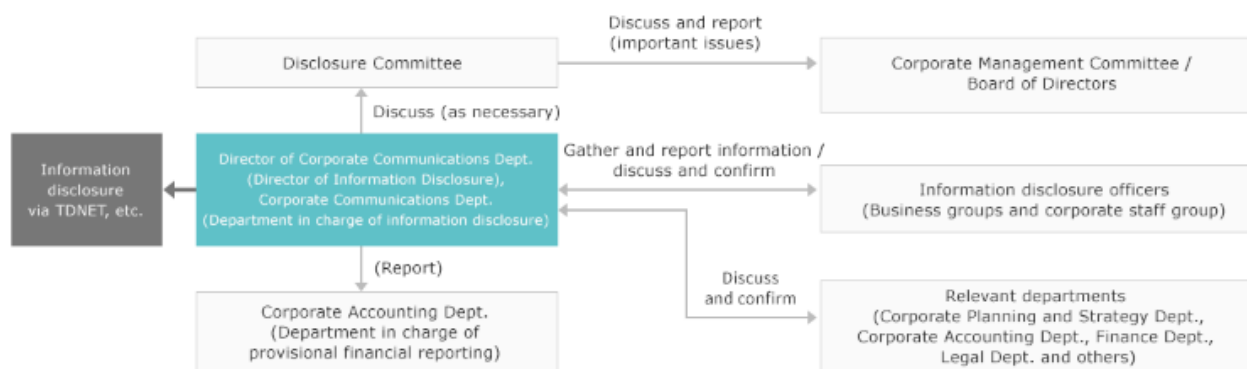 Discuss and report
(important issues)
Disclosure Committee
Corporate Management Committee /
Board of Directors
Discuss (as necessary)
Information
disclosure
via TDNET, etc.
Director of Corporate Communications Dept.
(Director of Information Disclosure),
Corporate Communications Dept.
(Department in charge of information disclosure)
Gather and report information /
discuss and confirm
Information disclosure officers
(Business groups and corporate staff group)
(Report)
Discuss
and confirm
Corporate Accounting Dept.
(Department in charge of
provisional financial reporting)
Relevant departments
(Corporate Planning and Strategy Dept.,
Corporate Accounting Dept., Finance Dept.,
Legal Dept. and others)